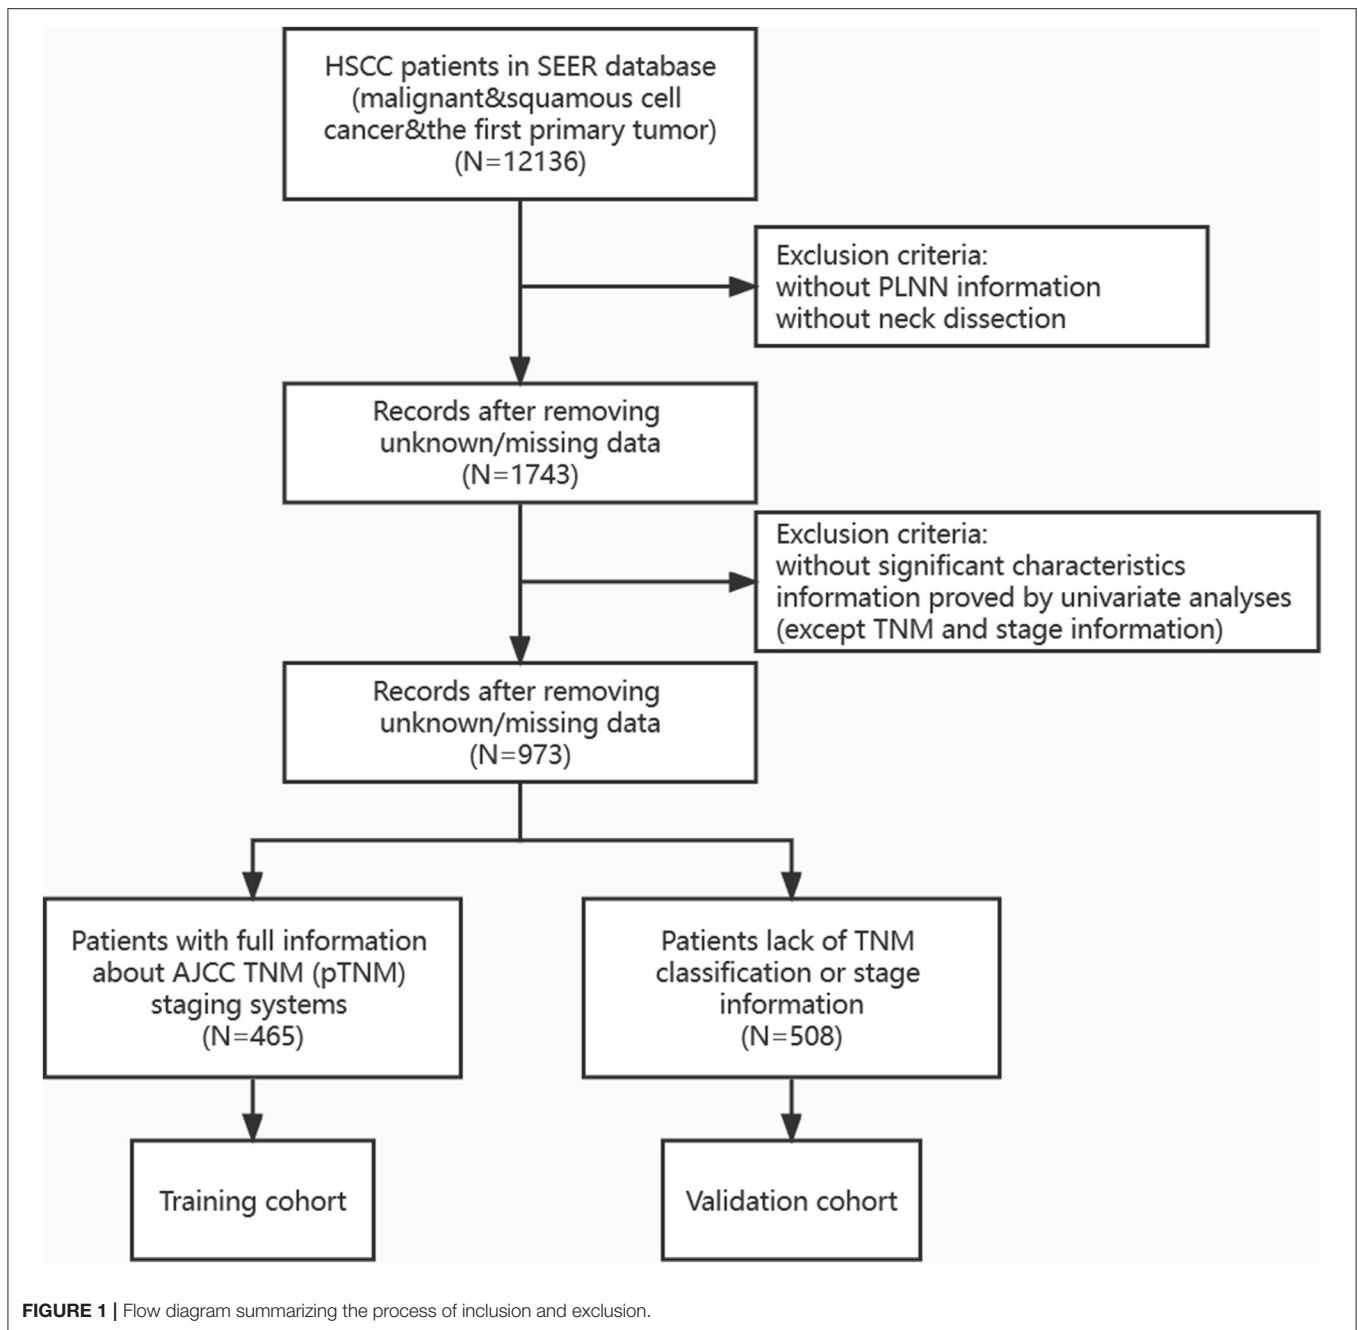 HSCC patients in SEER database
(malignant&squamous cell
cancer&the first primary tumor)
(N=12136)
Exclusion criteria:
without PLNN information
without neck dissection
Records after removing
unknown/missing data
(N=1743)
Exclusion criteria:
without significant characteristics
information proved by univariate analyses
(except TNM and stage information)
Records after removing
unknown/missing data
(N=973)
Patients with full information
about AJCC TNM (pTNM)
staging systems
(N=465)
Patients lack of TNM
classification or stage
information
(N=508)
Training cohort
Validation cohort
FIGURE 1 | Flow diagram summarizing the process of inclusion and exclusion.